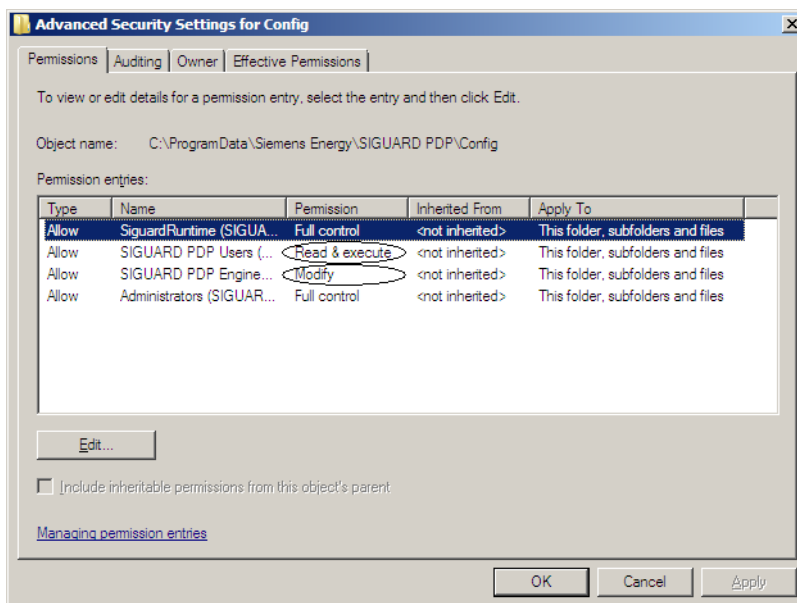 Advanced Security Settings for Config
Permissions Auditing Owner Effective Permissions
To view or edit details for a permission entry, select the entry and then click Edit.
Object name: C:\ProgramData\Siemens Energy\SIGUARD PDP\Config
Permission entries:
Type Name Permission Inherited From Apply To
Allow SiguardRuntime (SIGUA... Full control <not inherited> This folder, subfolders and files
Allow SIGUARD PDP Users (... Read & execute <not inherited> This folder, subfolders and files
Allow SIGUARD PDP Engine... Modify <not inherited> This folder, subfolders and files
Allow Administrators (SIGUAR... Full control <not inherited> This folder, subfolders and files
Edit...
Include inheritable permissions from this object's parent
Managing permission entries
OK Cancel Apply